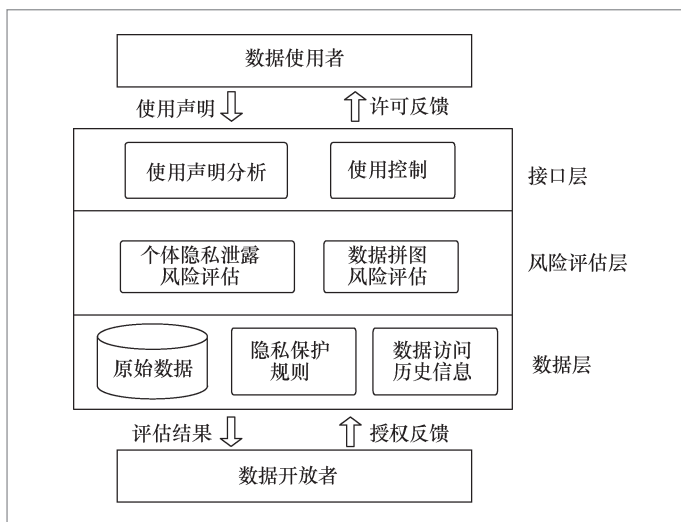 数据使用者
使用声明
许可反馈
使用声明分析
使用控制
接口层
个体隐私泄露
风险评估
数据拼图
风险评估
风险评估层
原始数据
隐私保护
规则
数据访问
历史信息
数据层
评估结果
授权反馈
数据开放者